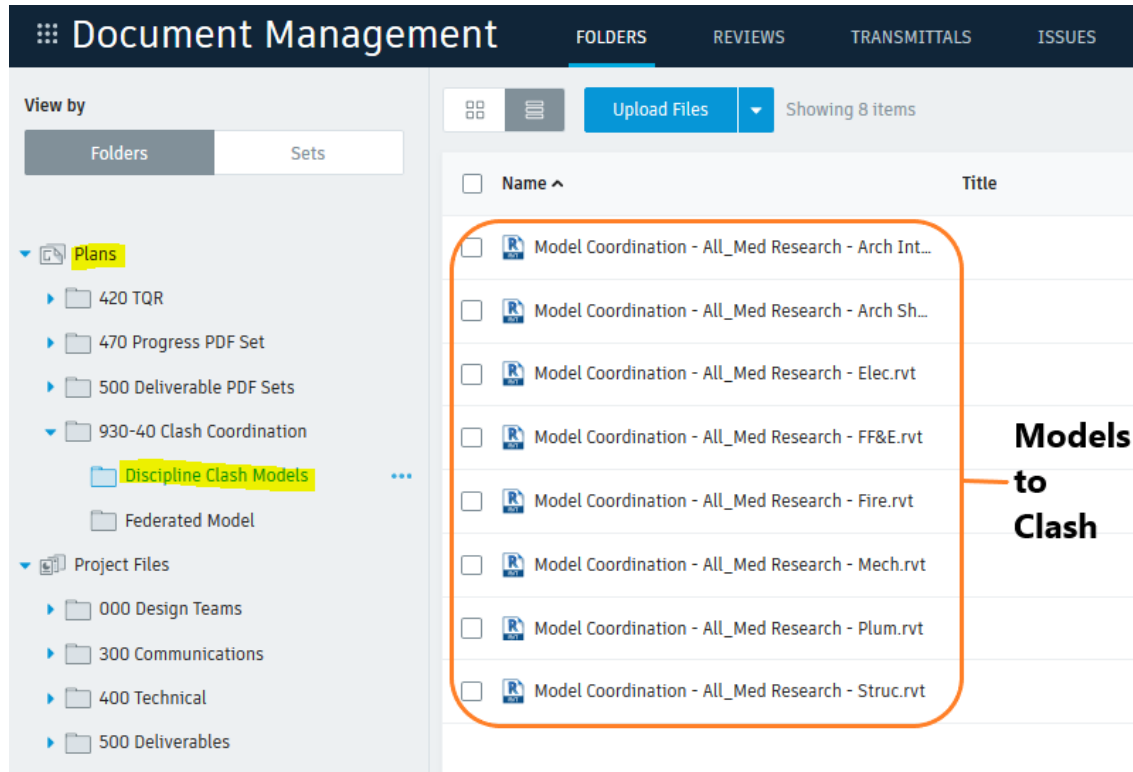 Document Management
FOLDERS
REVIEWS
TRANSMITTALS
ISSUES
View by
Folders
Sets
Upload Files
Showing 8 items
Name
Title
Plans
420 TQR
470 Progress PDF Set
500 Deliverable PDF Sets
930-40 Clash Coordination
Discipline Clash Models
Federated Model
Project Files
000 Design Teams
300 Communications
400 Technical
500 Deliverables
Model Coordination - All_Med Research - Arch Int...
Model Coordination - All_Med Research - Arch Sh...
Model Coordination - All_Med Research - Elec.rvt
Model Coordination - All_Med Research - FF&E.rvt
Model Coordination - All_Med Research - Fire.rvt
Model Coordination - All_Med Research - Mech.rvt
Model Coordination - All_Med Research - Plum.rvt
Model Coordination - All_Med Research - Struc.rvt
Models
to
Clash